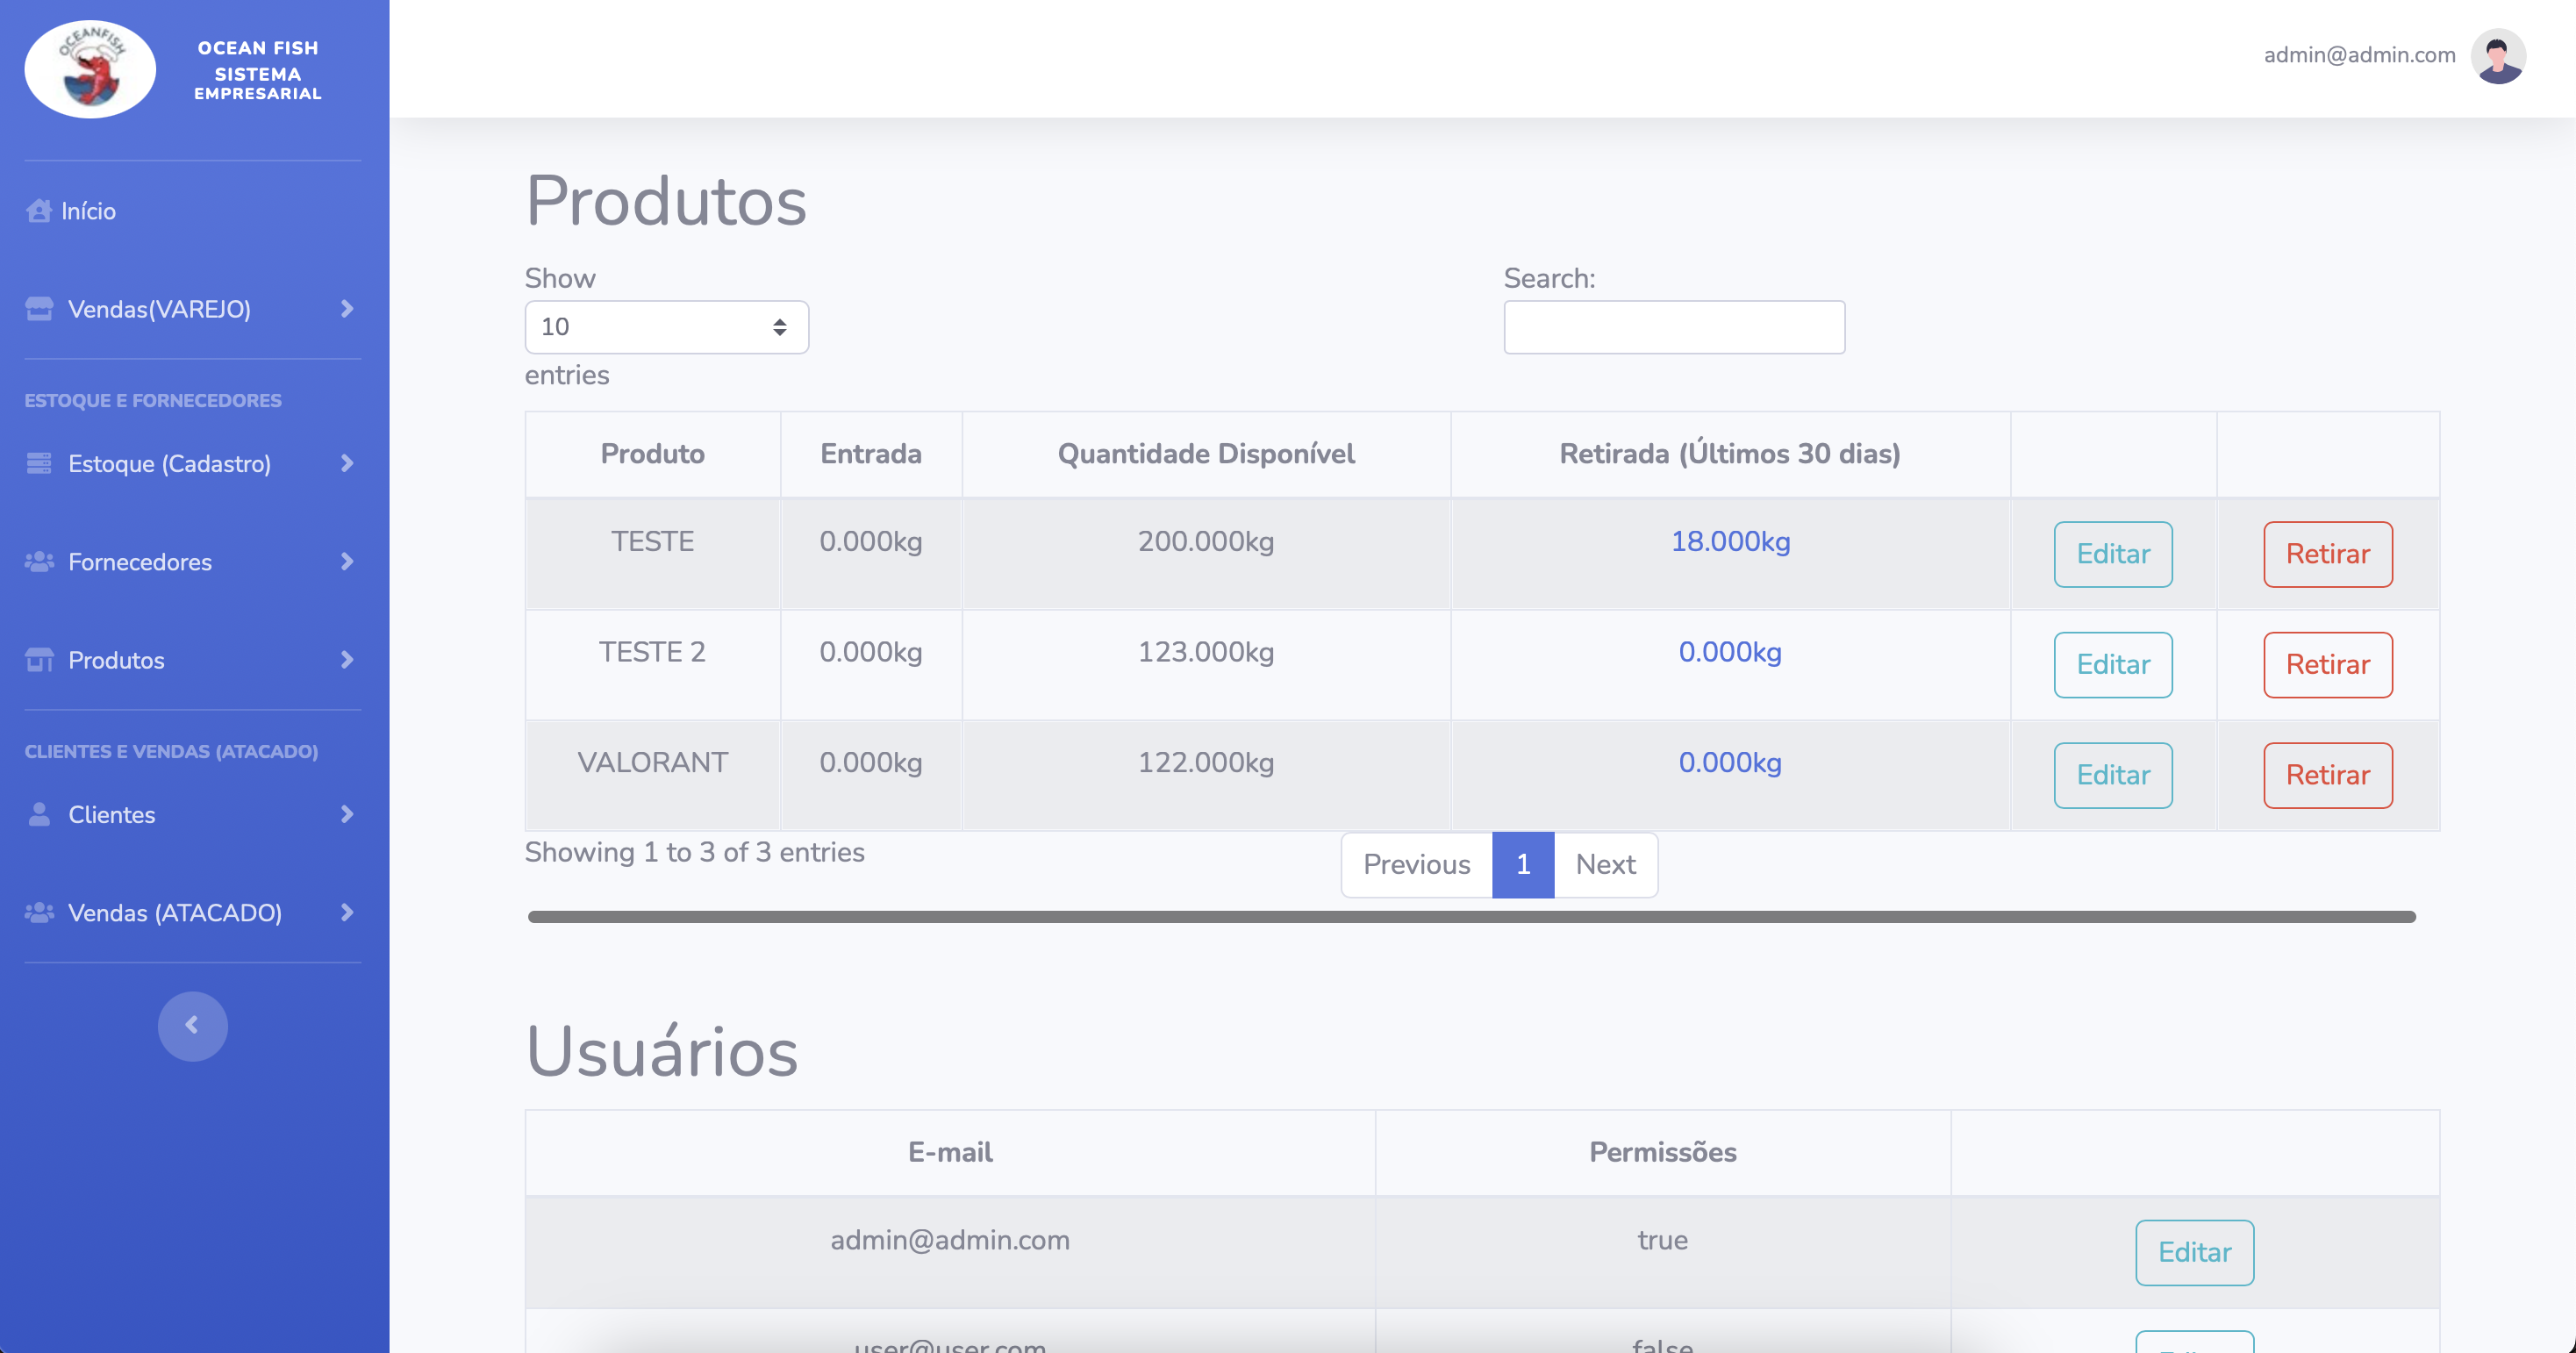 OCEANFISH
OCEAN FISH
SISTEMA
EMPRESARIAL
admin@admin.com
Início
Vendas(VAREJO)
ESTOQUE E FORNECEDORES
Estoque (Cadastro)
Fornecedores
Produtos
CLIENTES E VENDAS (ATACADO)
Clientes
Vendas (ATACADO)
Produtos
Show
10
entries
Search:
Produto Entrada Quantidade Disponível Retirada (Últimos 30 dias)
TESTE 0.000kg 200.000kg 18.000kg Editar Retirar
TESTE 2 0.000kg 123.000kg 0.000kg Editar Retirar
VALORANT 0.000kg 122.000kg 0.000kg Editar Retirar
Showing 1 to 3 of 3 entries
Previous 1 Next
Usuários
E-mail Permissões
admin@admin.com true Editar
user@user.com false